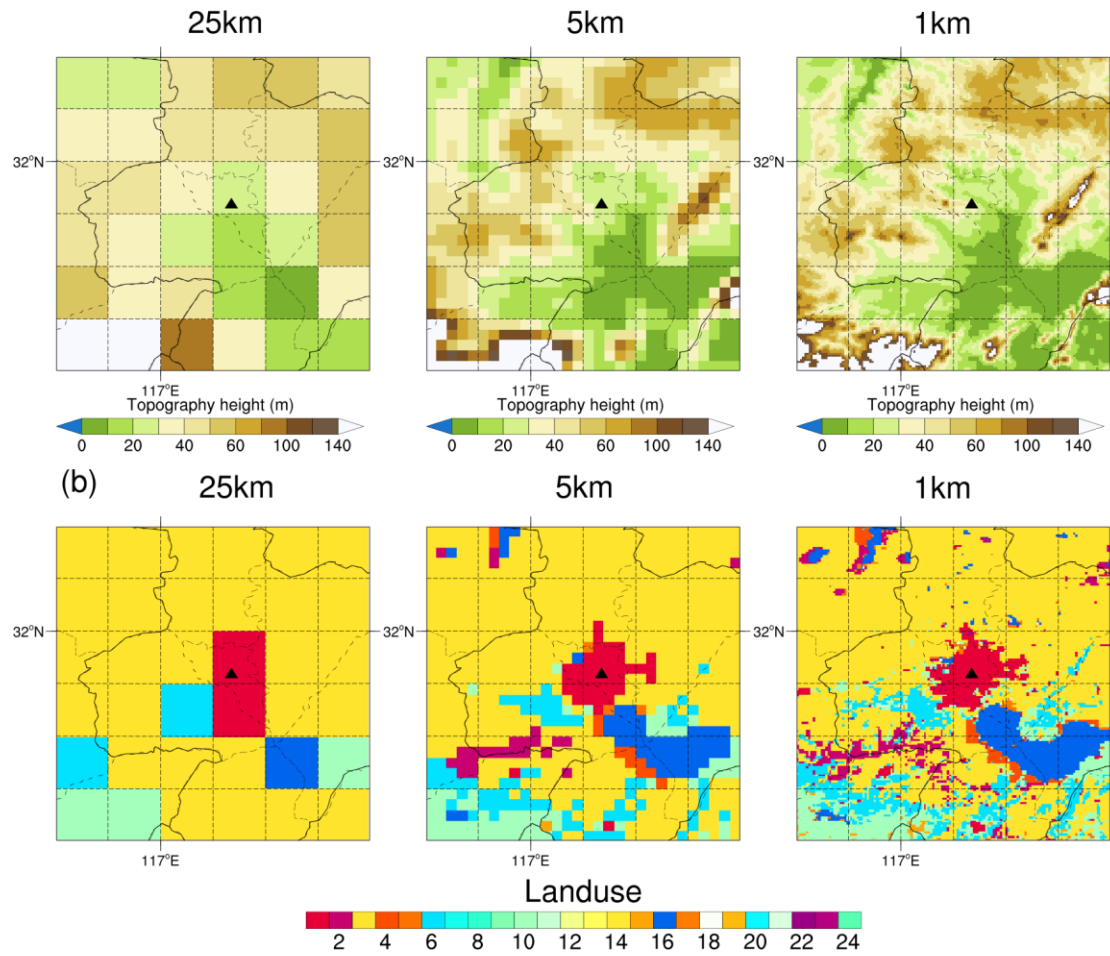 25km 5km 1km
32°N 32°N 32°N
117°E 117°E 117°E
Topography height (m) Topography height (m) Topography height (m)
0 20 40 60 100 140 0 20 40 60 100 140 0 20 40 60 100 140
(b) 25km 5km 1km
32°N 32°N 32°N
117°E 117°E 117°E
Landuse
2 4 6 8 10 12 14 16 18 20 22 24